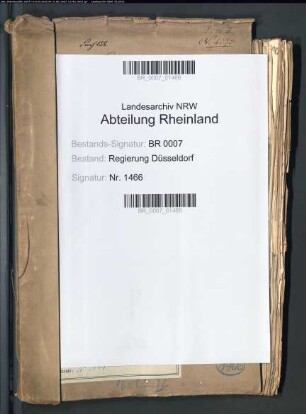 BR_0007_01466
Landesarchiv NRW
Abteilung Rheinland
Bestands-Signatur: BR 0007
Bestand: Regierung Düsseldorf
Signatur: Nr. 1466
BR_0007_01466